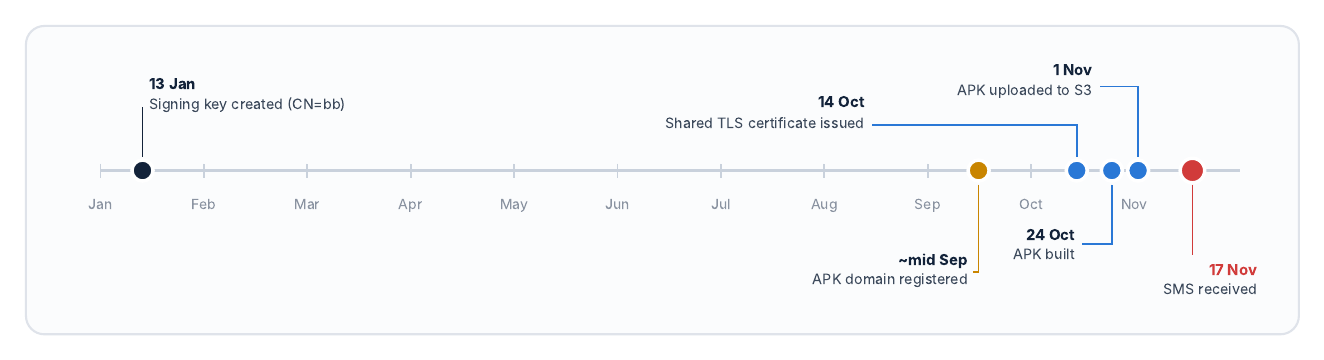 13 Jan
Signing key created (CN=bb)
14 Oct
Shared TLS certificate issued
1 Nov
APK uploaded to S3
Jan
Feb
Mar
Apr
May
Jun
Jul
Aug
Sep
Oct
Nov
~mid Sep
APK domain registered
24 Oct
APK built
17 Nov
SMS received